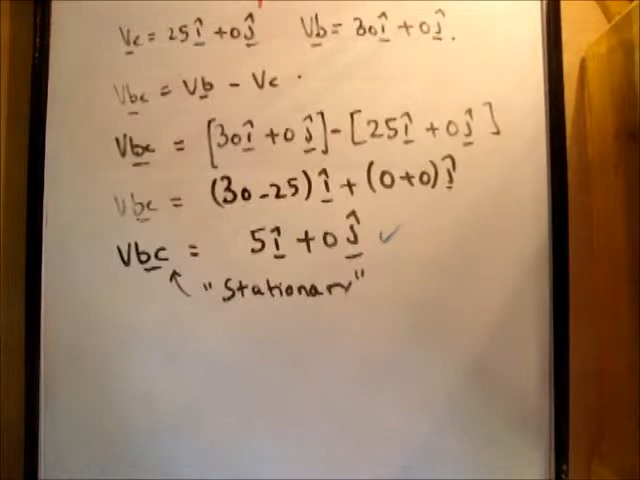 Vc = 25î + 0ĵ Vb = 30î + 0ĵ.
Vbc = Vb - Vc .
Vbc = [30î + 0ĵ] - [25î + 0ĵ]
Vbc = (30-25)î + (0+0)ĵ
Vbc = 5î + 0ĵ ✓
"Stationary"